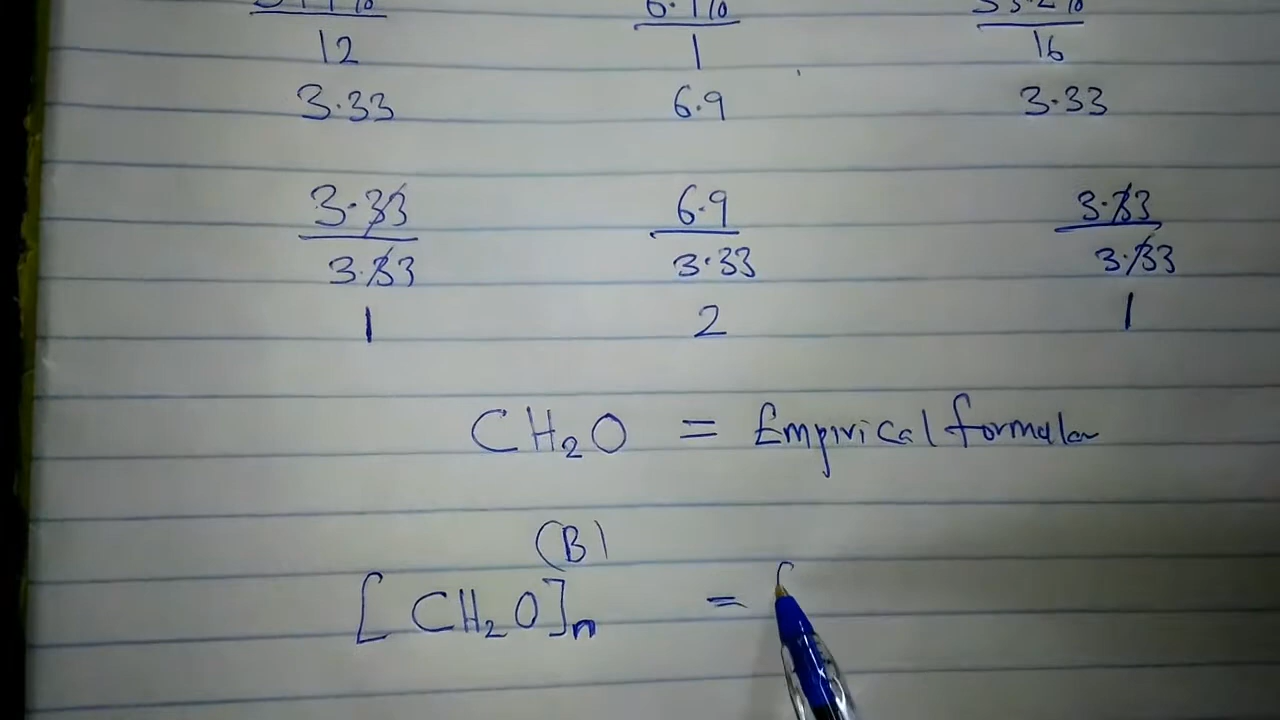 12 1 16
3.33 6.9 3.33
3.33 6.9 3.33
3.33 3.33 3.33
1 2 1
CH₂O = Empirical formular
(B)
[CH₂O]ₙ =